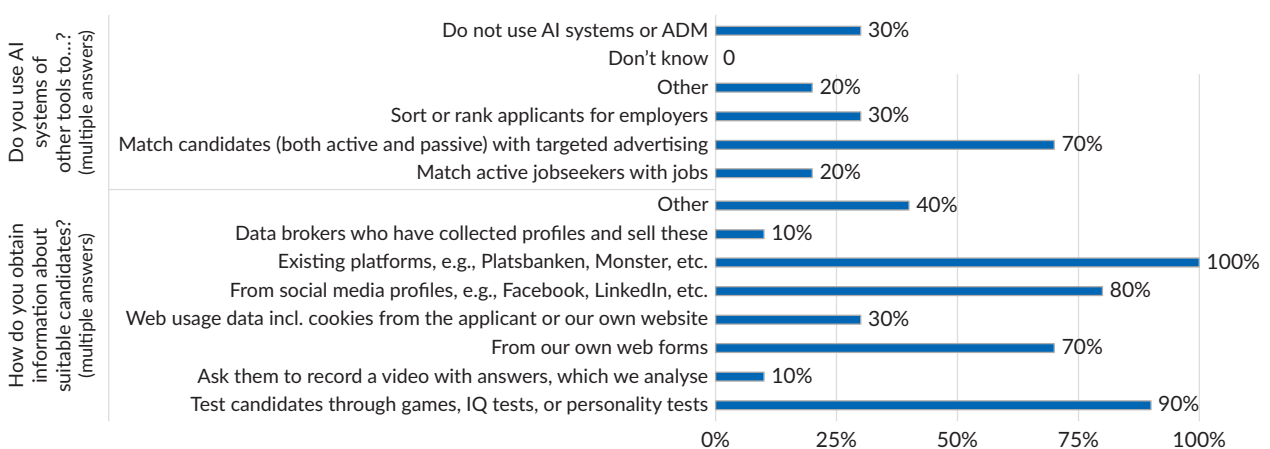 Do you use AI
systems of
other tools to...?
(multiple answers)
Do not use AI systems or ADM 30%
Don't know 0
Other 20%
Sort or rank applicants for employers 30%
Match candidates (both active and passive) with targeted advertising 70%
Match active jobseekers with jobs 20%
How do you obtain
information about
suitable candidates?
(multiple answers)
Other 40%
Data brokers who have collected profiles and sell these 10%
Existing platforms, e.g., Platsbanken, Monster, etc. 100%
From social media profiles, e.g., Facebook, LinkedIn, etc. 80%
Web usage data incl. cookies from the applicant or our own website 30%
From our own web forms 70%
Ask them to record a video with answers, which we analyse 10%
Test candidates through games, IQ tests, or personality tests 90%
0% 25% 50% 75% 100%